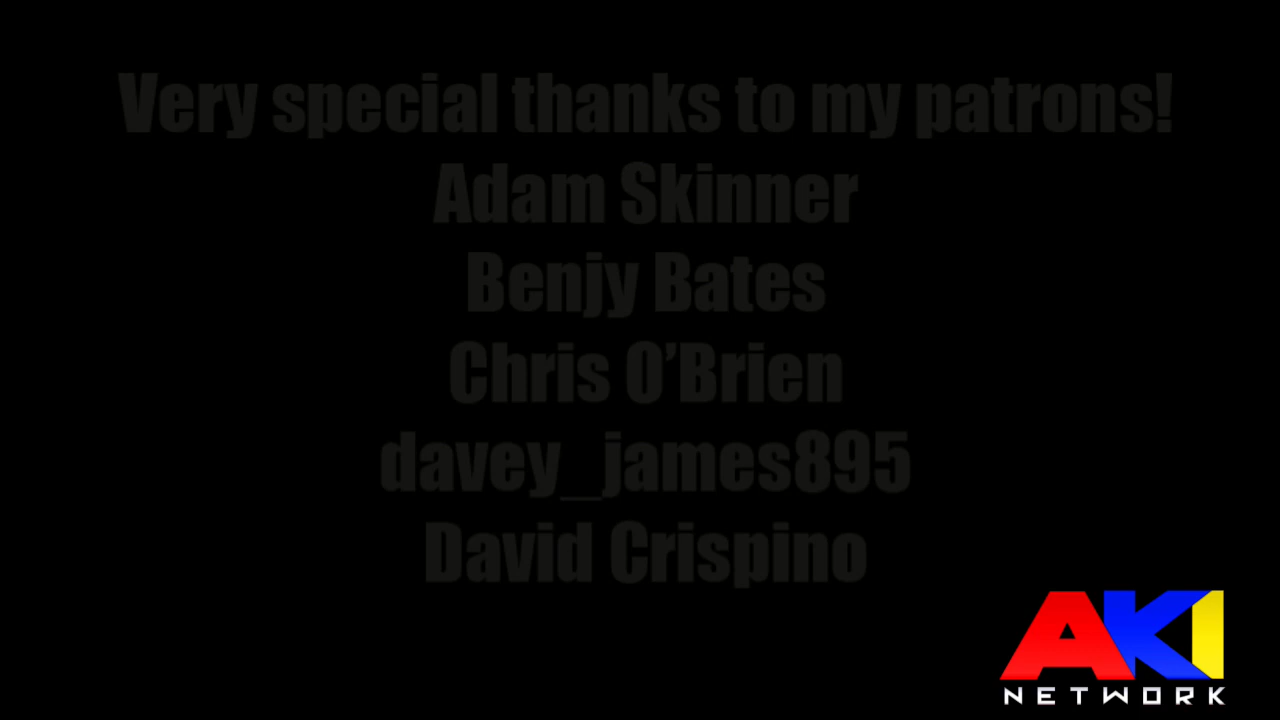 Very special thanks to my patrons!
Adam Skinner
Benjy Bates
Chris O’Brien
davey_james895
David Crispino
AKI
NETWORK